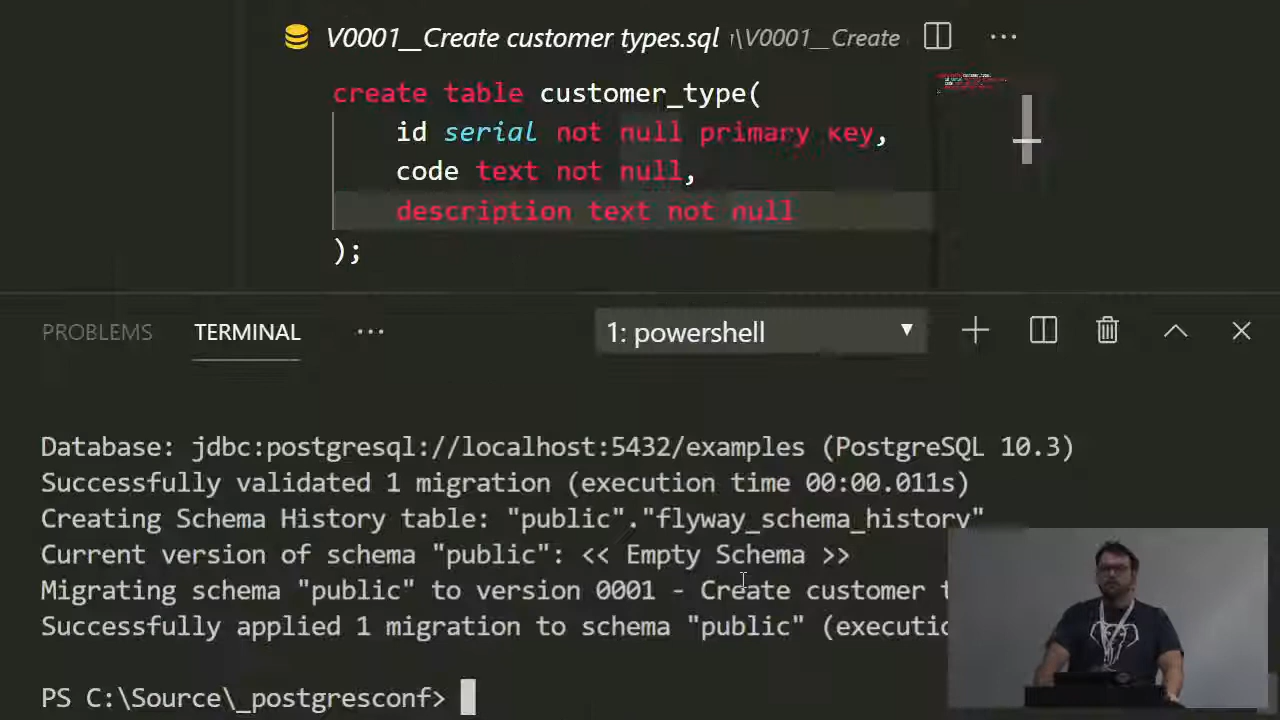 V0001__Create customer types.sql \V0001__Create ...
create table customer_type(
id serial not null primary key,
code text not null,
description text not null
);
PROBLEMS TERMINAL ... 1: powershell
Database: jdbc:postgresql://localhost:5432/examples (PostgreSQL 10.3)
Successfully validated 1 migration (execution time 00:00.011s)
Creating Schema History table: "public"."flyway_schema_history"
Current version of schema "public": << Empty Schema >>
Migrating schema "public" to version 0001 - Create customer t
Successfully applied 1 migration to schema "public" (executio
PS C:\Source\_postgresconf>